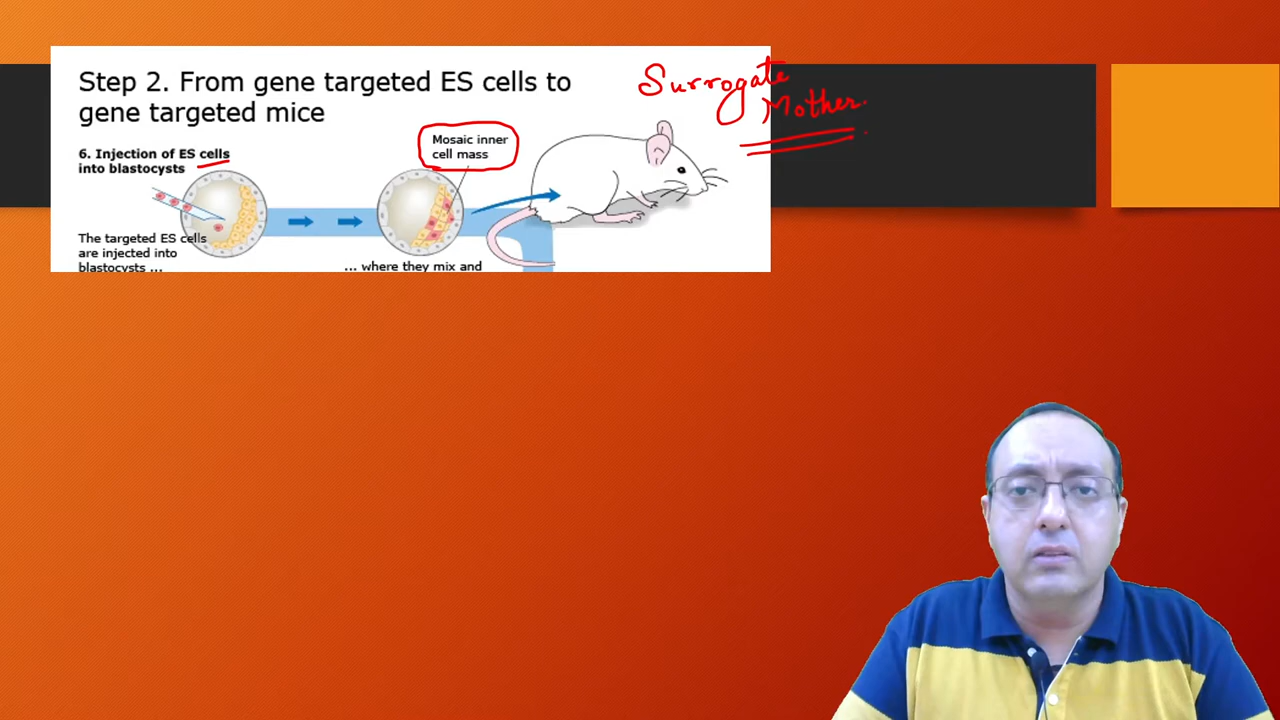 Step 2. From gene targeted ES cells to
gene targeted mice
Surrogate
Mother.
6. Injection of ES cells
into blastocysts
Mosaic inner
cell mass
The targeted ES cells
are injected into
blastocysts ...
... where they mix and